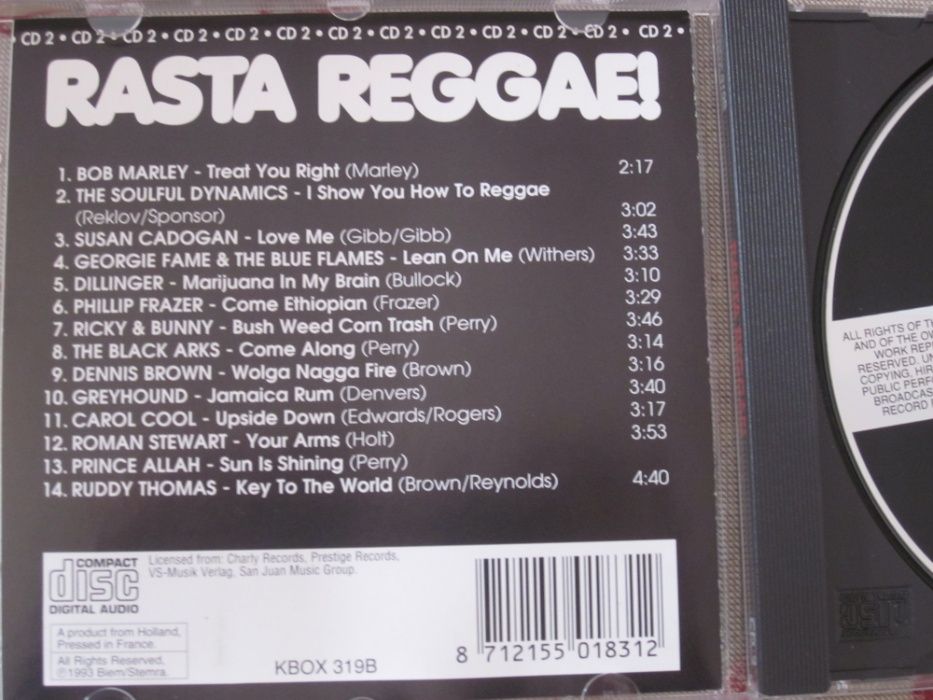 • CD 2 • CD 2 • CD 2 • CD 2 • CD 2 • CD 2 • CD 2 • CD 2 • CD 2 • CD 2 • CD 2 • CD 2 • CD 2 •
RASTA REGGAE!
1. BOB MARLEY - Treat You Right (Marley) 2:17
2. THE SOULFUL DYNAMICS - I Show You How To Reggae
(Reklov/Sponsor) 3:02
3. SUSAN CADOGAN - Love Me (Gibb/Gibb) 3:43
4. GEORGIE FAME & THE BLUE FLAMES - Lean On Me (Withers) 3:33
5. DILLINGER - Marijuana In My Brain (Bullock) 3:10
6. PHILLIP FRAZER - Come Ethiopian (Frazer) 3:29
7. RICKY & BUNNY - Bush Weed Corn Trash (Perry) 3:46
8. THE BLACK ARKS - Come Along (Perry) 3:14
9. DENNIS BROWN - Wolga Nagga Fire (Brown) 3:16
10. GREYHOUND - Jamaica Rum (Denvers) 3:40
11. CAROL COOL - Upside Down (Edwards/Rogers) 3:17
12. ROMAN STEWART - Your Arms (Holt) 3:53
13. PRINCE ALLAH - Sun Is Shining (Perry)
14. RUDDY THOMAS - Key To The World (Brown/Reynolds) 4:40
COMPACT
disc
DIGITAL AUDIO
Licensed from: Charly Records, Prestige Records,
VS-Musik Verlag, San Juan Music Group.
A product from Holland,
Pressed in France.
All Rights Reserved,
℗1993 Biem/Stemra.
KBOX 319B
8 712155 018312
ALL RIGHTS OF
AND OF THE
WORK
RESERVED.
COPYING,
PUBLIC
RECORD